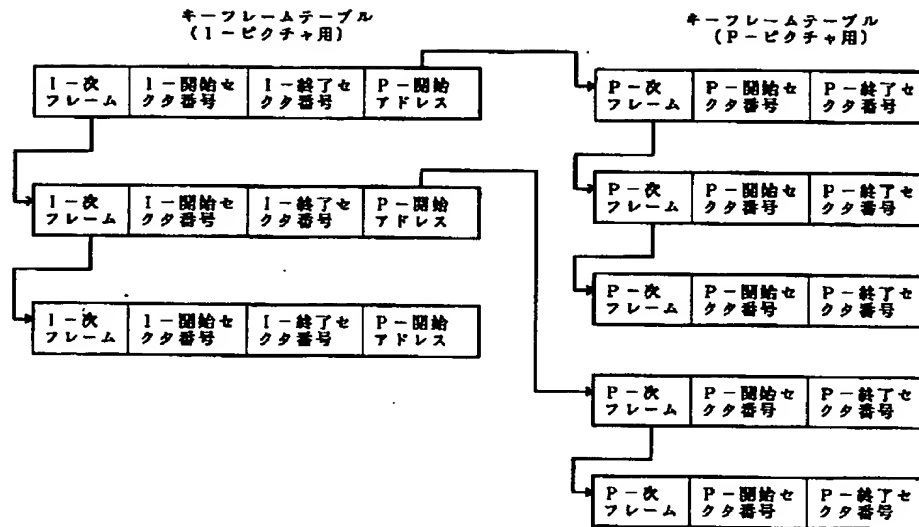 キーフレームテーブル
(I-ピクチャ用)
I-次
フレーム
I-開始セ
クタ番号
I-終了セ
クタ番号
P-開始
アドレス
I-次
フレーム
I-開始セ
クタ番号
I-終了セ
クタ番号
P-開始
アドレス
I-次
フレーム
I-開始セ
クタ番号
I-終了セ
クタ番号
P-開始
アドレス
キーフレームテーブル
(P-ピクチャ用)
P-次
フレーム
P-開始セ
クタ番号
P-終了セ
クタ番号
P-次
フレーム
P-開始セ
クタ番号
P-終了セ
クタ番号
P-次
フレーム
P-開始セ
クタ番号
P-終了セ
クタ番号
P-次
フレーム
P-開始セ
クタ番号
P-終了セ
クタ番号
P-次
フレーム
P-開始セ
クタ番号
P-終了セ
クタ番号